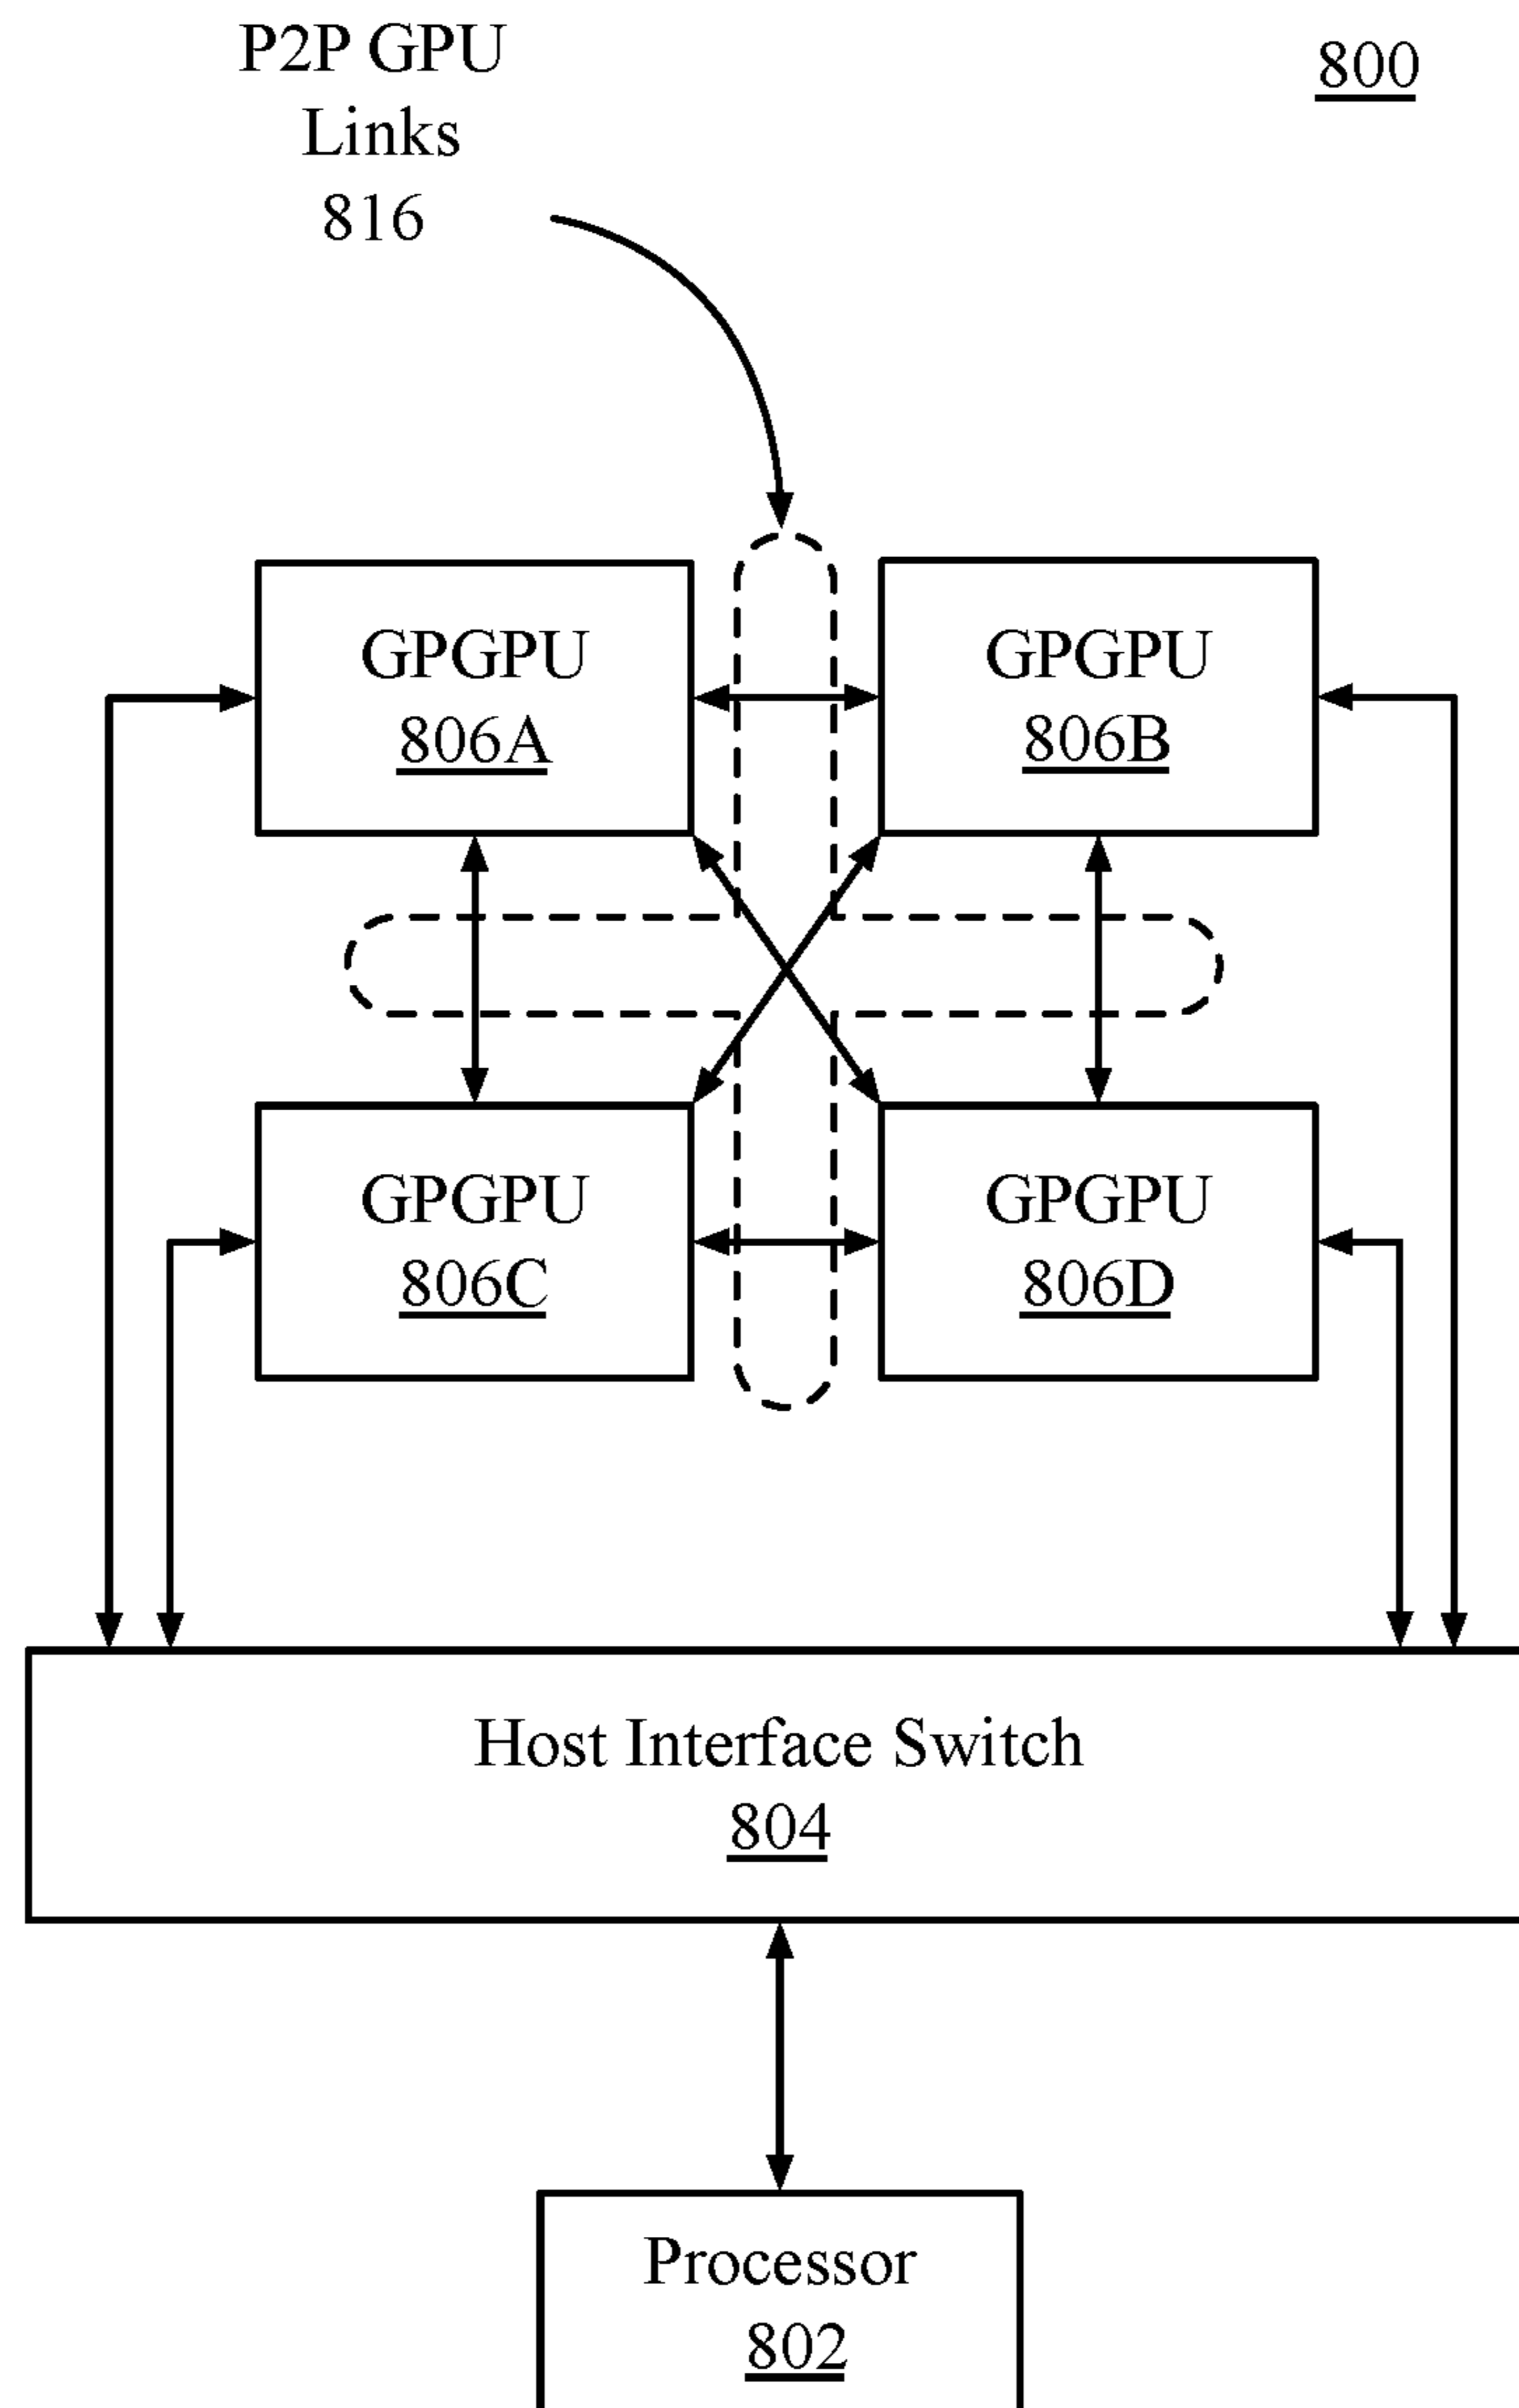 P2P GPU
Links
816
800
GPGPU
806A
GPGPU
806B
GPGPU
806C
GPGPU
806D
Host Interface Switch
804
Processor
802